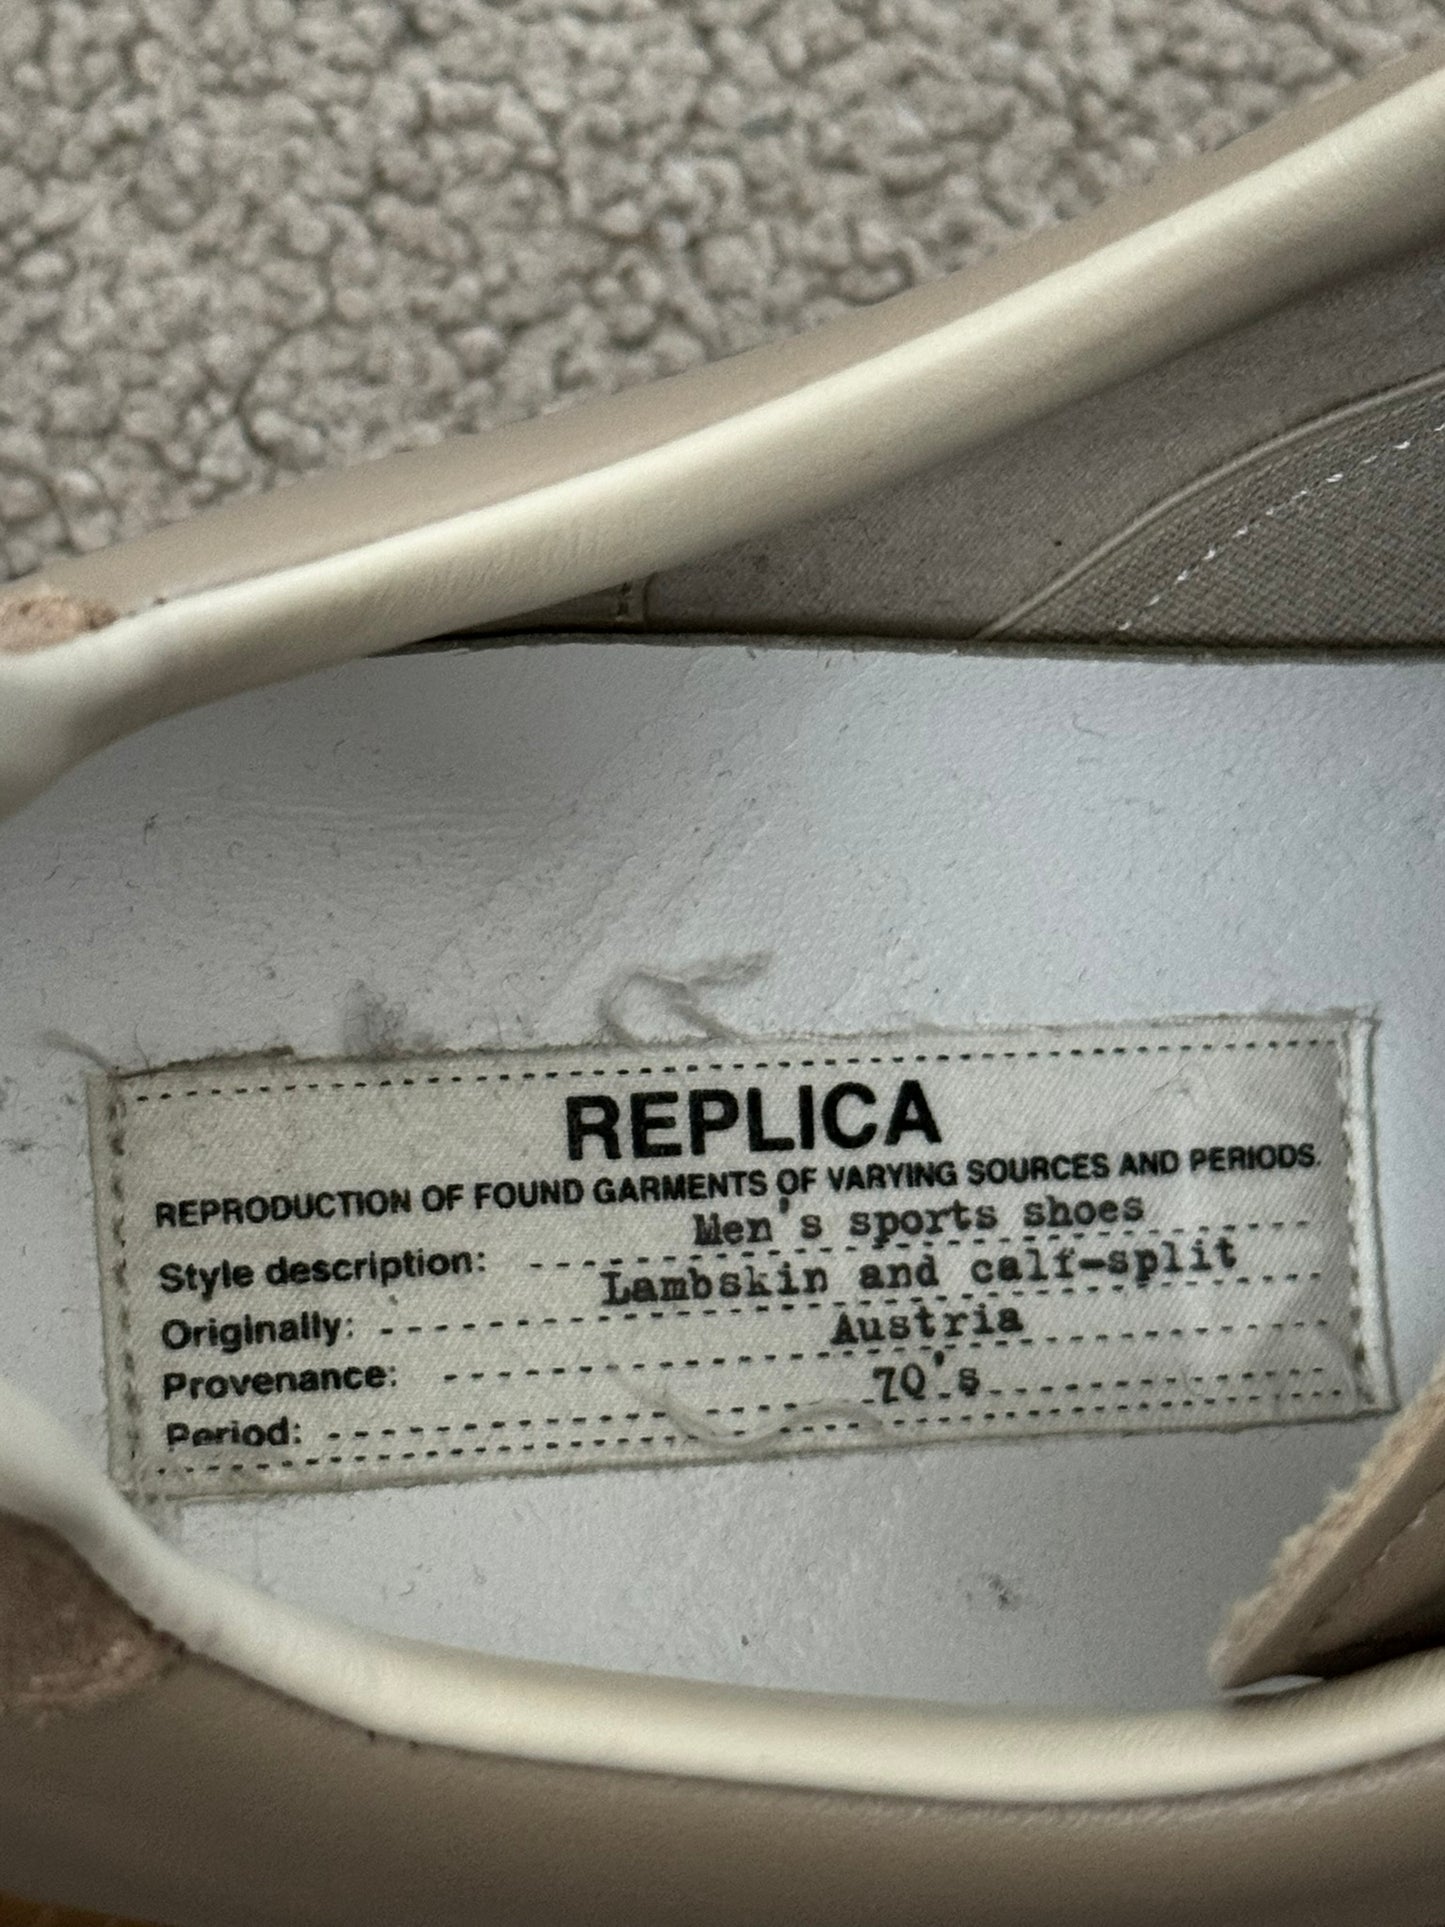 REPLICA
REPRODUCTION OF FOUND GARMENTS OF VARYING SOURCES AND PERIODS.
Style description: Men's sports shoes
Originally: Lambskin and calf-split
Provenance: Austria
Period: 70's